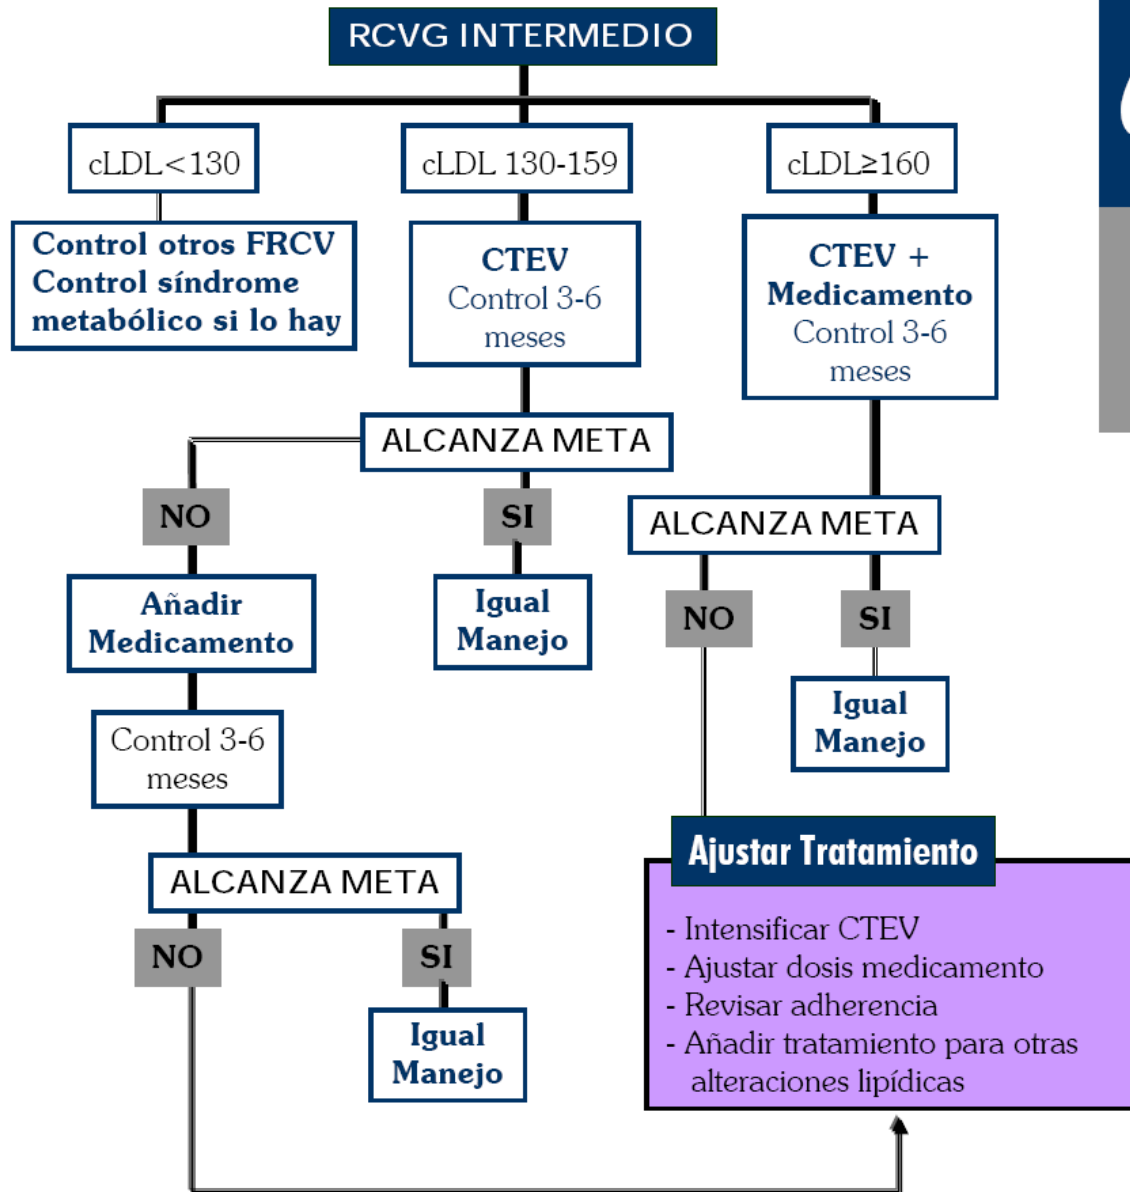 RCVG INTERMEDIO
cLDL<130
cLDL 130-159
cLDL≥160
Control otros FRCV
Control síndrome
metabólico si lo hay
CTEV
Control 3-6
meses
CTEV +
Medicamento
Control 3-6
meses
ALCANZA META
NO
SI
Añadir
Medicamento
Igual
Manejo
ALCANZA META
NO
SI
Igual
Manejo
Control 3-6
meses
ALCANZA META
NO
SI
Igual
Manejo
Ajustar Tratamiento
- Intensificar CTEV
- Ajustar dosis medicamento
- Revisar adherencia
- Añadir tratamiento para otras
alteraciones lipídicas